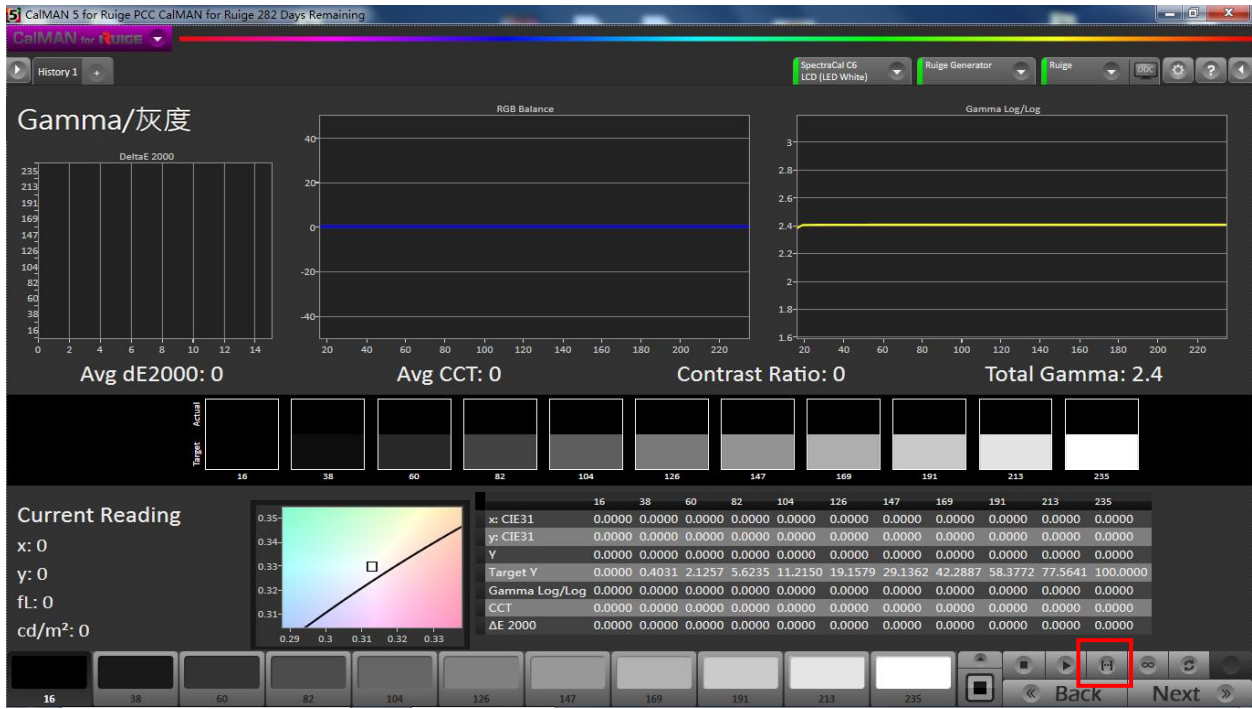 CalMAN 5 for Ruige PCC CalMAN for Ruige 282 Days Remaining
CalMAN for RUIGE
History 1 +
SpectraCal C6
LCD (LED White)
Ruige Generator
Ruige
DDC
?
Gamma/灰度
DeltaE 2000
235
213
191
169
147
126
104
82
60
38
16
0 2 4 6 8 10 12 14
RGB Balance
40
20
0
-20
-40
20 40 60 80 100 120 140 160 180 200 220
Gamma Log/Log
3
2.8
2.6
2.4
2.2
2
1.8
1.6
20 40 60 80 100 120 140 160 180 200 220
Avg dE2000: 0 Avg CCT: 0 Contrast Ratio: 0 Total Gamma: 2.4
Actual
Target
16 38 60 82 104 126 147 169 191 213 235
Current Reading
x: 0
y: 0
fL: 0
cd/m²: 0
0.35
0.34
0.33
0.32
0.31
0.29 0.3 0.31 0.32 0.33
16 38 60 82 104 126 147 169 191 213 235
x: CIE31 0.0000 0.0000 0.0000 0.0000 0.0000 0.0000 0.0000 0.0000 0.0000 0.0000 0.0000
y: CIE31 0.0000 0.0000 0.0000 0.0000 0.0000 0.0000 0.0000 0.0000 0.0000 0.0000 0.0000
Y 0.0000 0.0000 0.0000 0.0000 0.0000 0.0000 0.0000 0.0000 0.0000 0.0000 0.0000
Target Y 0.0000 0.4031 2.1257 5.6235 11.2150 19.1579 29.1362 42.2887 58.3772 77.5641 100.0000
Gamma Log/Log 0.0000 0.0000 0.0000 0.0000 0.0000 0.0000 0.0000 0.0000 0.0000 0.0000 0.0000
CCT 0.0000 0.0000 0.0000 0.0000 0.0000 0.0000 0.0000 0.0000 0.0000 0.0000 0.0000
ΔE 2000 0.0000 0.0000 0.0000 0.0000 0.0000 0.0000 0.0000 0.0000 0.0000 0.0000 0.0000
16 38 60 82 104 126 147 169 191 213 235
« Back Next »